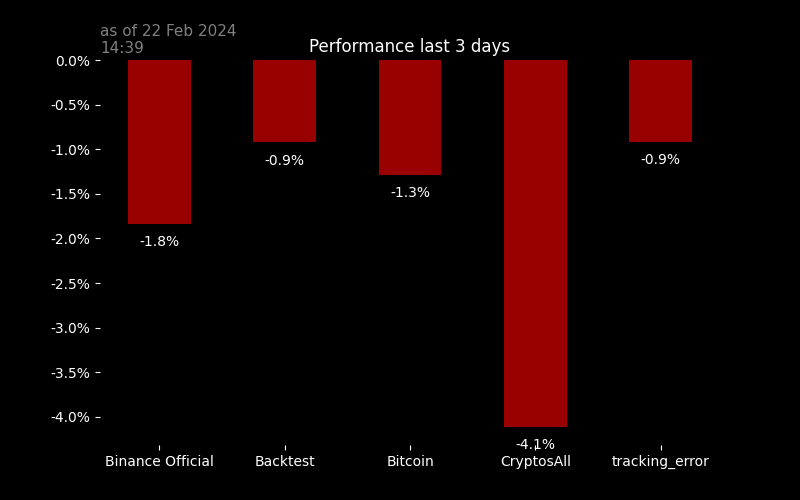 as of 22 Feb 2024
14:39
Performance last 3 days
0.0%
-0.5%
-1.0%
-1.5%
-2.0%
-2.5%
-3.0%
-3.5%
-4.0%
-1.8%
-0.9%
-1.3%
-4.1%
-0.9%
Binance Official
Backtest
Bitcoin
CryptosAll
tracking_error